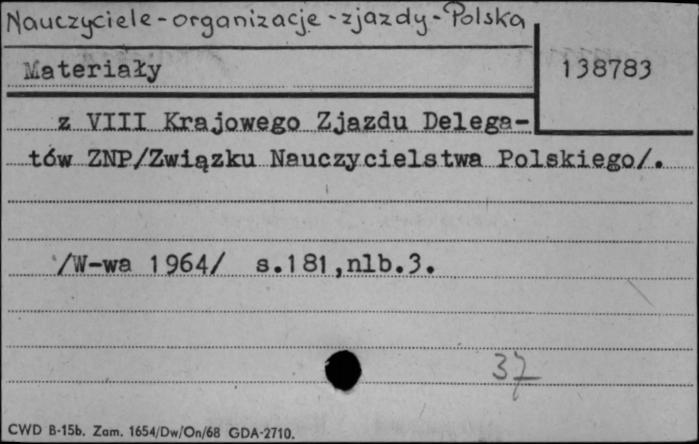 Nauczyciele - organizacje - zjazdy - Polska
Materiały
138783
z VIII Krajowego Zjazdu Delega-
tów ZNP/Związku Nauczycielstwa Polskiego/.
/W-wa 1964/ s.181,nlb.3.
37
CWD B-15b. Zam. 1654/Dw/On/68 GDA-2710.